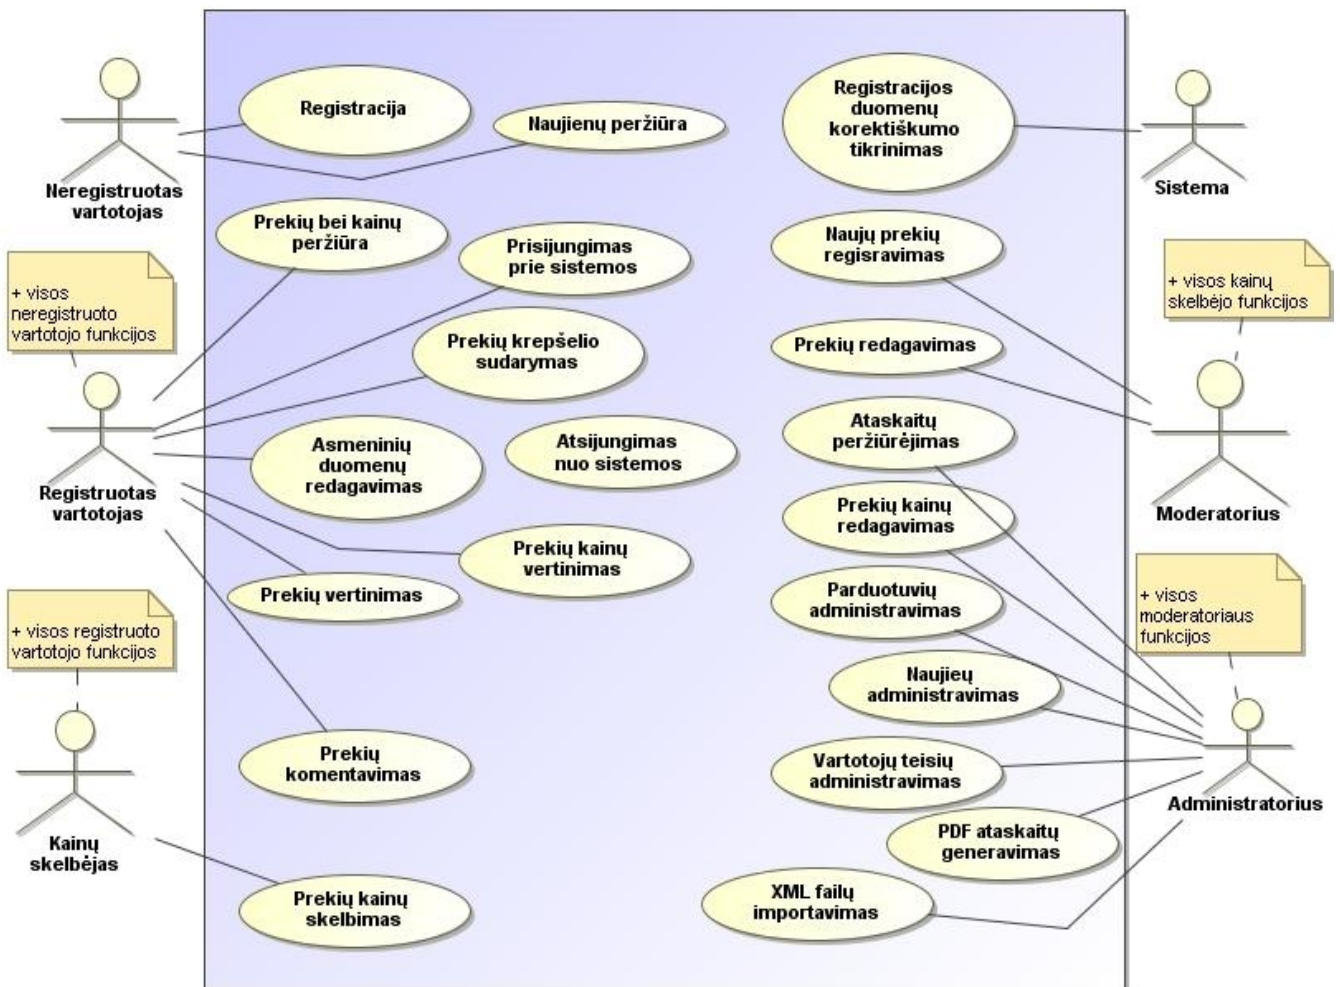 Registracija
Naujienų peržiūra
Registracijos
duomenų
korektiškumo
tikrinimas
Neregistruotas
vartotojas
Sistema
Prekių bei kainų
peržiūra
Prisijungimas
prie sistemos
Naujų prekių
regisravimas
+ visos
neregistruoto
vartotojo funkcijos
+ visos kainų
skelbėjo funkcijos
Prekių krepšelio
sudarymas
Prekių redagavimas
Registruotas
vartotojas
Asmeninių
duomenų
redagavimas
Atsijungimas
nuo sistemos
Ataskaitų
peržiūrėjimas
Moderatorius
Prekių kainų
redagavimas
Prekių kainų
vertinimas
Prekių vertinimas
Parduotuvių
administravimas
+ visos
moderatoriaus
funkcijos
+ visos registruoto
vartotojo funkcijos
Naujieų
administravimas
Prekių
komentavimas
Vartotojų teisių
administravimas
Administratorius
Kainų
skelbėjas
PDF ataskaitų
generavimas
Prekių kainų
skelbimas
XML failų
importavimas